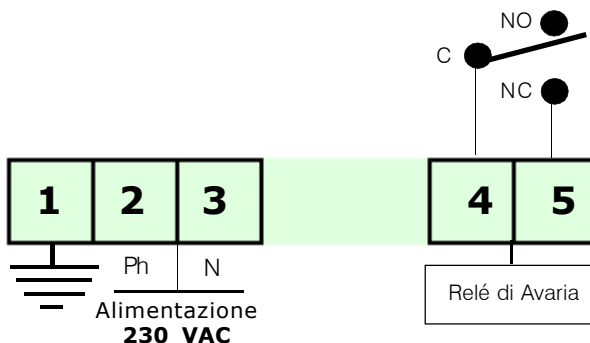 NO
C
NC
1 2 3 4 5
Ph N
Relé di Avaria
Alimentazione
230 VAC